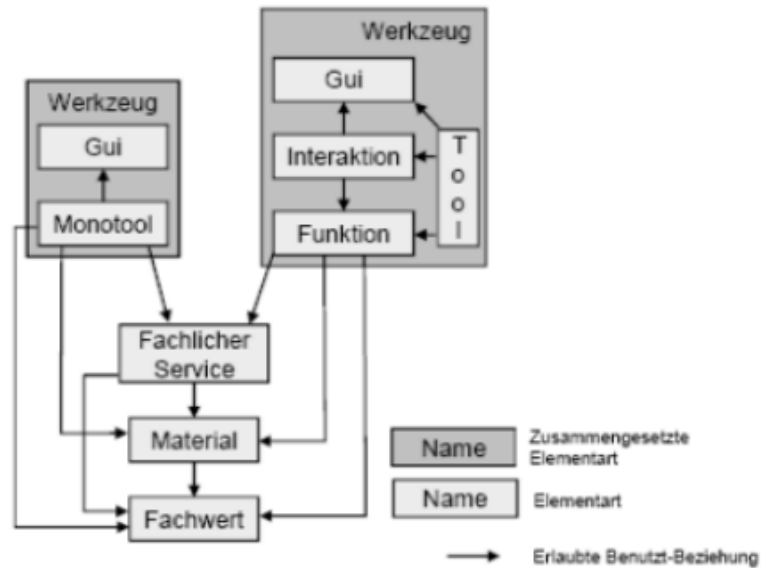 Werkzeug
Gui
Monotool
Werkzeug
Gui
Interaktion
Funktion
Tool
Fachlicher
Service
Material
Fachwert
Name
Zusammengesetzte
Elementart
Name
Elementart
Erlaubte Benutzt-Beziehung